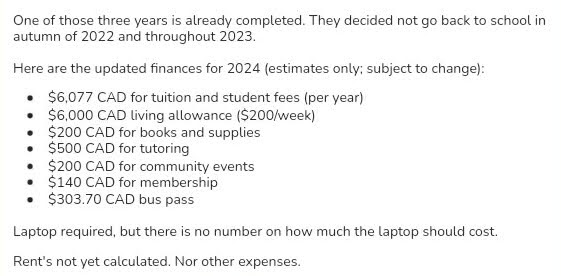 One of those three years is already completed. They decided not go back to school in
autumn of 2022 and throughout 2023.
Here are the updated finances for 2024 (estimates only; subject to change):
• $6,077 CAD for tuition and student fees (per year)
• $6,000 CAD living allowance ($200/week)
• $200 CAD for books and supplies
• $500 CAD for tutoring
• $200 CAD for community events
• $140 CAD for membership
• $303.70 CAD bus pass
Laptop required, but there is no number on how much the laptop should cost.
Rent's not yet calculated. Nor other expenses.